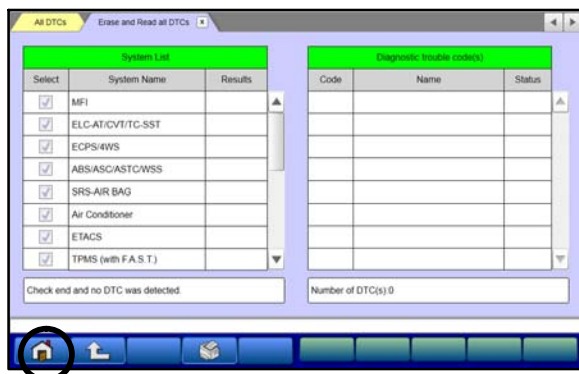 All DTCs
Erase and Read all DTCs
System List
Select System Name Results
MFI
ELC-AT/CVT/TC-SST
ECPS/4WS
ABS/ASC/ASTC/WSS
SRS-AIR BAG
Air Conditioner
ETACS
TPMS (with F.A.S.T.)
Check end and no DTC was detected.
Diagnostic trouble code(s)
Code Name Status
Number of DTC(s):0